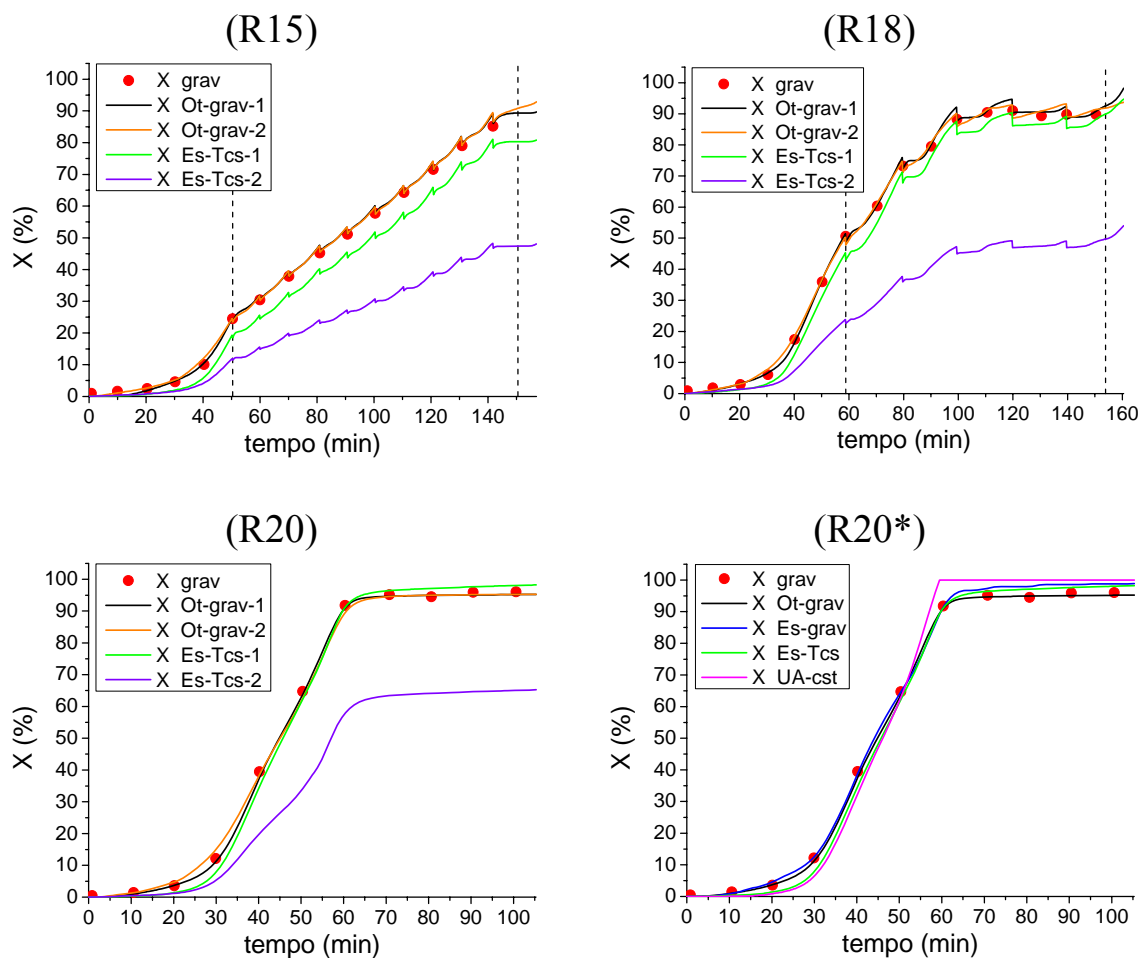 (R15)
X grav
X Ot-grav-1
X Ot-grav-2
X Es-Tcs-1
X Es-Tcs-2
X (%)
100
90
80
70
60
50
40
30
20
10
0
0 20 40 60 80 100 120 140
tempo (min)
(R18)
X grav
X Ot-grav-1
X Ot-grav-2
X Es-Tcs-1
X Es-Tcs-2
X (%)
100
90
80
70
60
50
40
30
20
10
0
0 20 40 60 80 100 120 140 160
tempo (min)
(R20)
X grav
X Ot-grav-1
X Ot-grav-2
X Es-Tcs-1
X Es-Tcs-2
X (%)
100
90
80
70
60
50
40
30
20
10
0
0 10 20 30 40 50 60 70 80 90 100
tempo (min)
(R20*)
X grav
X Ot-grav
X Es-grav
X Es-Tcs
X UA-cst
X (%)
100
90
80
70
60
50
40
30
20
10
0
0 10 20 30 40 50 60 70 80 90 100
tempo (min)